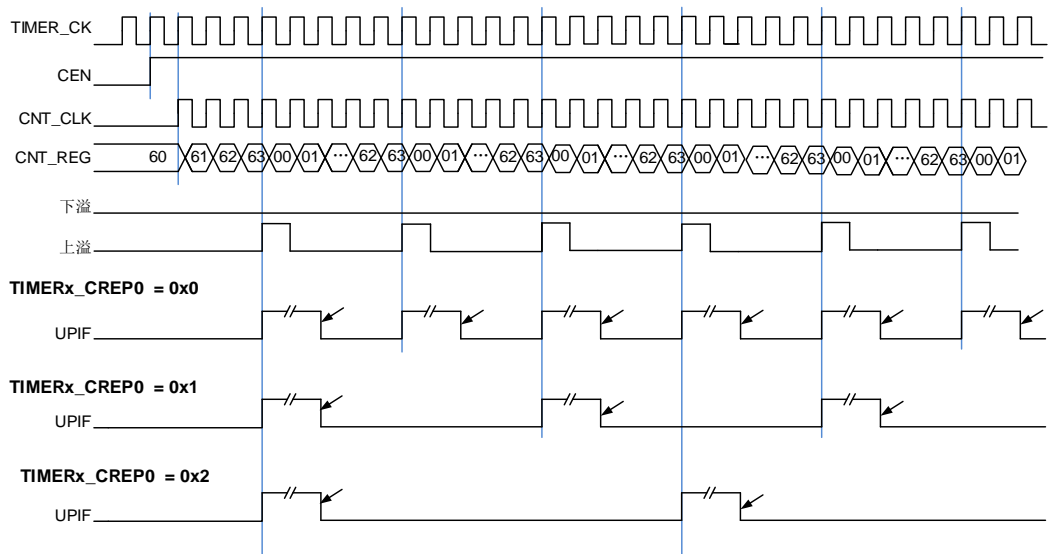 TIMER_CK
CEN
CNT_CLK
CNT_REG 60 61 62 63 00 01 ... 62 63 00 01 ... 62 63 00 01 ... 62 63 00 01 ... 62 63 00 01 ... 62 63 00 01
下溢
上溢
TIMERx_CREP0 = 0x0
UPIF
TIMERx_CREP0 = 0x1
UPIF
TIMERx_CREP0 = 0x2
UPIF